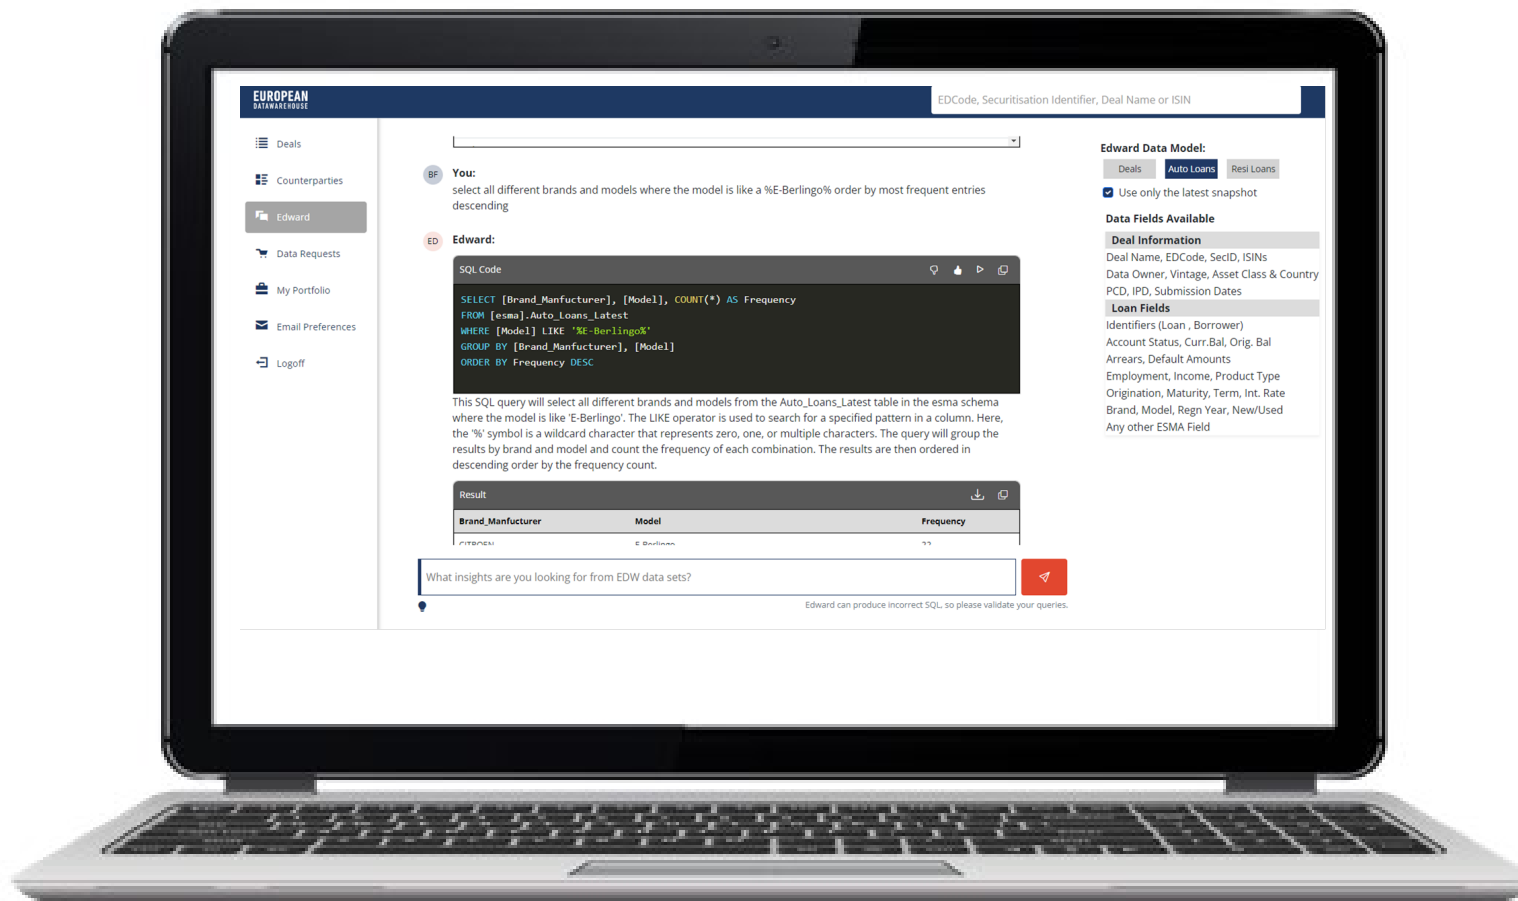 EUROPEAN
DATAWAREHOUSE
EDCode, Securitisation Identifier, Deal Name or ISIN
Deals
Counterparties
Edward
Data Requests
My Portfolio
Email Preferences
Logoff
BF
You:
select all different brands and models where the model is like a %E-Berlingo% order by most frequent entries
descending
ED
Edward:
SQL Code
SELECT [Brand_Manfucturer], [Model], COUNT(*) AS Frequency
FROM [esma].Auto_Loans_Latest
WHERE [Model] LIKE '%E-Berlingo%'
GROUP BY [Brand_Manfucturer], [Model]
ORDER BY Frequency DESC
This SQL query will select all different brands and models from the Auto_Loans_Latest table in the esma schema
where the model is like 'E-Berlingo'. The LIKE operator is used to search for a specified pattern in a column. Here,
the '%' symbol is a wildcard character that represents zero, one, or multiple characters. The query will group the
results by brand and model and count the frequency of each combination. The results are then ordered in
descending order by the frequency count.
Result
Brand_Manfucturer Model Frequency
CITROEN E-Berlingo 22
What insights are you looking for from EDW data sets?
Edward can produce incorrect SQL, so please validate your queries.
Edward Data Model:
Deals Auto Loans Resi Loans
Use only the latest snapshot
Data Fields Available
Deal Information
Deal Name, EDCode, SecID, ISINs
Data Owner, Vintage, Asset Class & Country
PCD, IPD, Submission Dates
Loan Fields
Identifiers (Loan , Borrower)
Account Status, Curr.Bal, Orig. Bal
Arrears, Default Amounts
Employment, Income, Product Type
Origination, Maturity, Term, Int. Rate
Brand, Model, Regn Year, New/Used
Any other ESMA Field